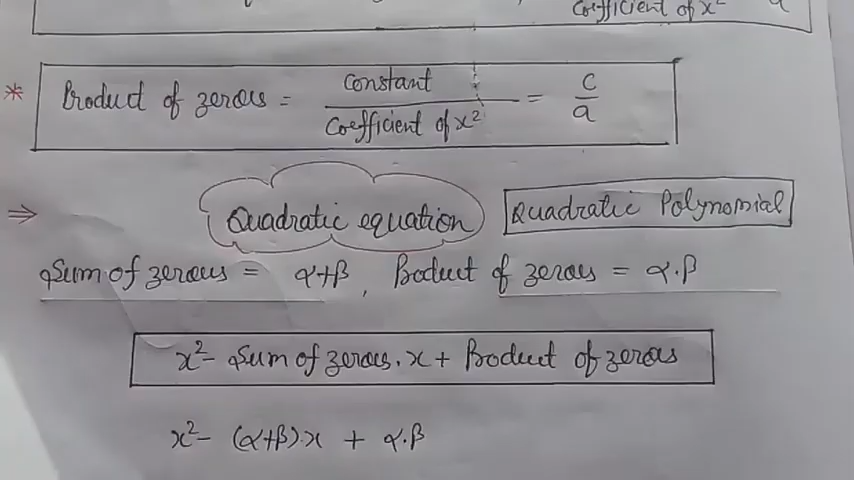 Coefficient of x²
* Product of zeroes = constant / Coefficient of x² = c / a
⇒ Quadratic equation Quadratic Polynomial
Sum of zeroes = α+β, Product of zeroes = α.β
x² - Sum of zeroes.x + Product of zeroes
x² - (α+β).x + α.β